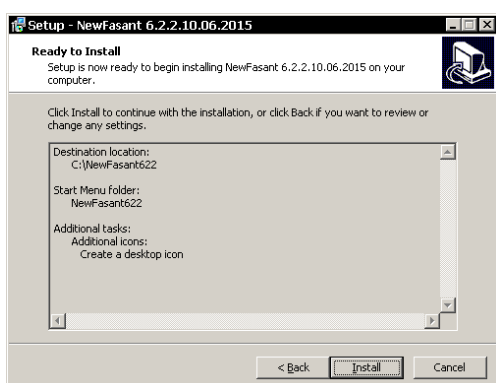 Setup - NewFasant 6.2.2.10.06.2015
Ready to Install
Setup is now ready to begin installing NewFasant 6.2.2.10.06.2015 on your
computer.
Click Install to continue with the installation, or click Back if you want to review or
change any settings.
Destination location:
C:\NewFasant622
Start Menu folder:
NewFasant622
Additional tasks:
Additional icons:
Create a desktop icon
< Back
Install
Cancel